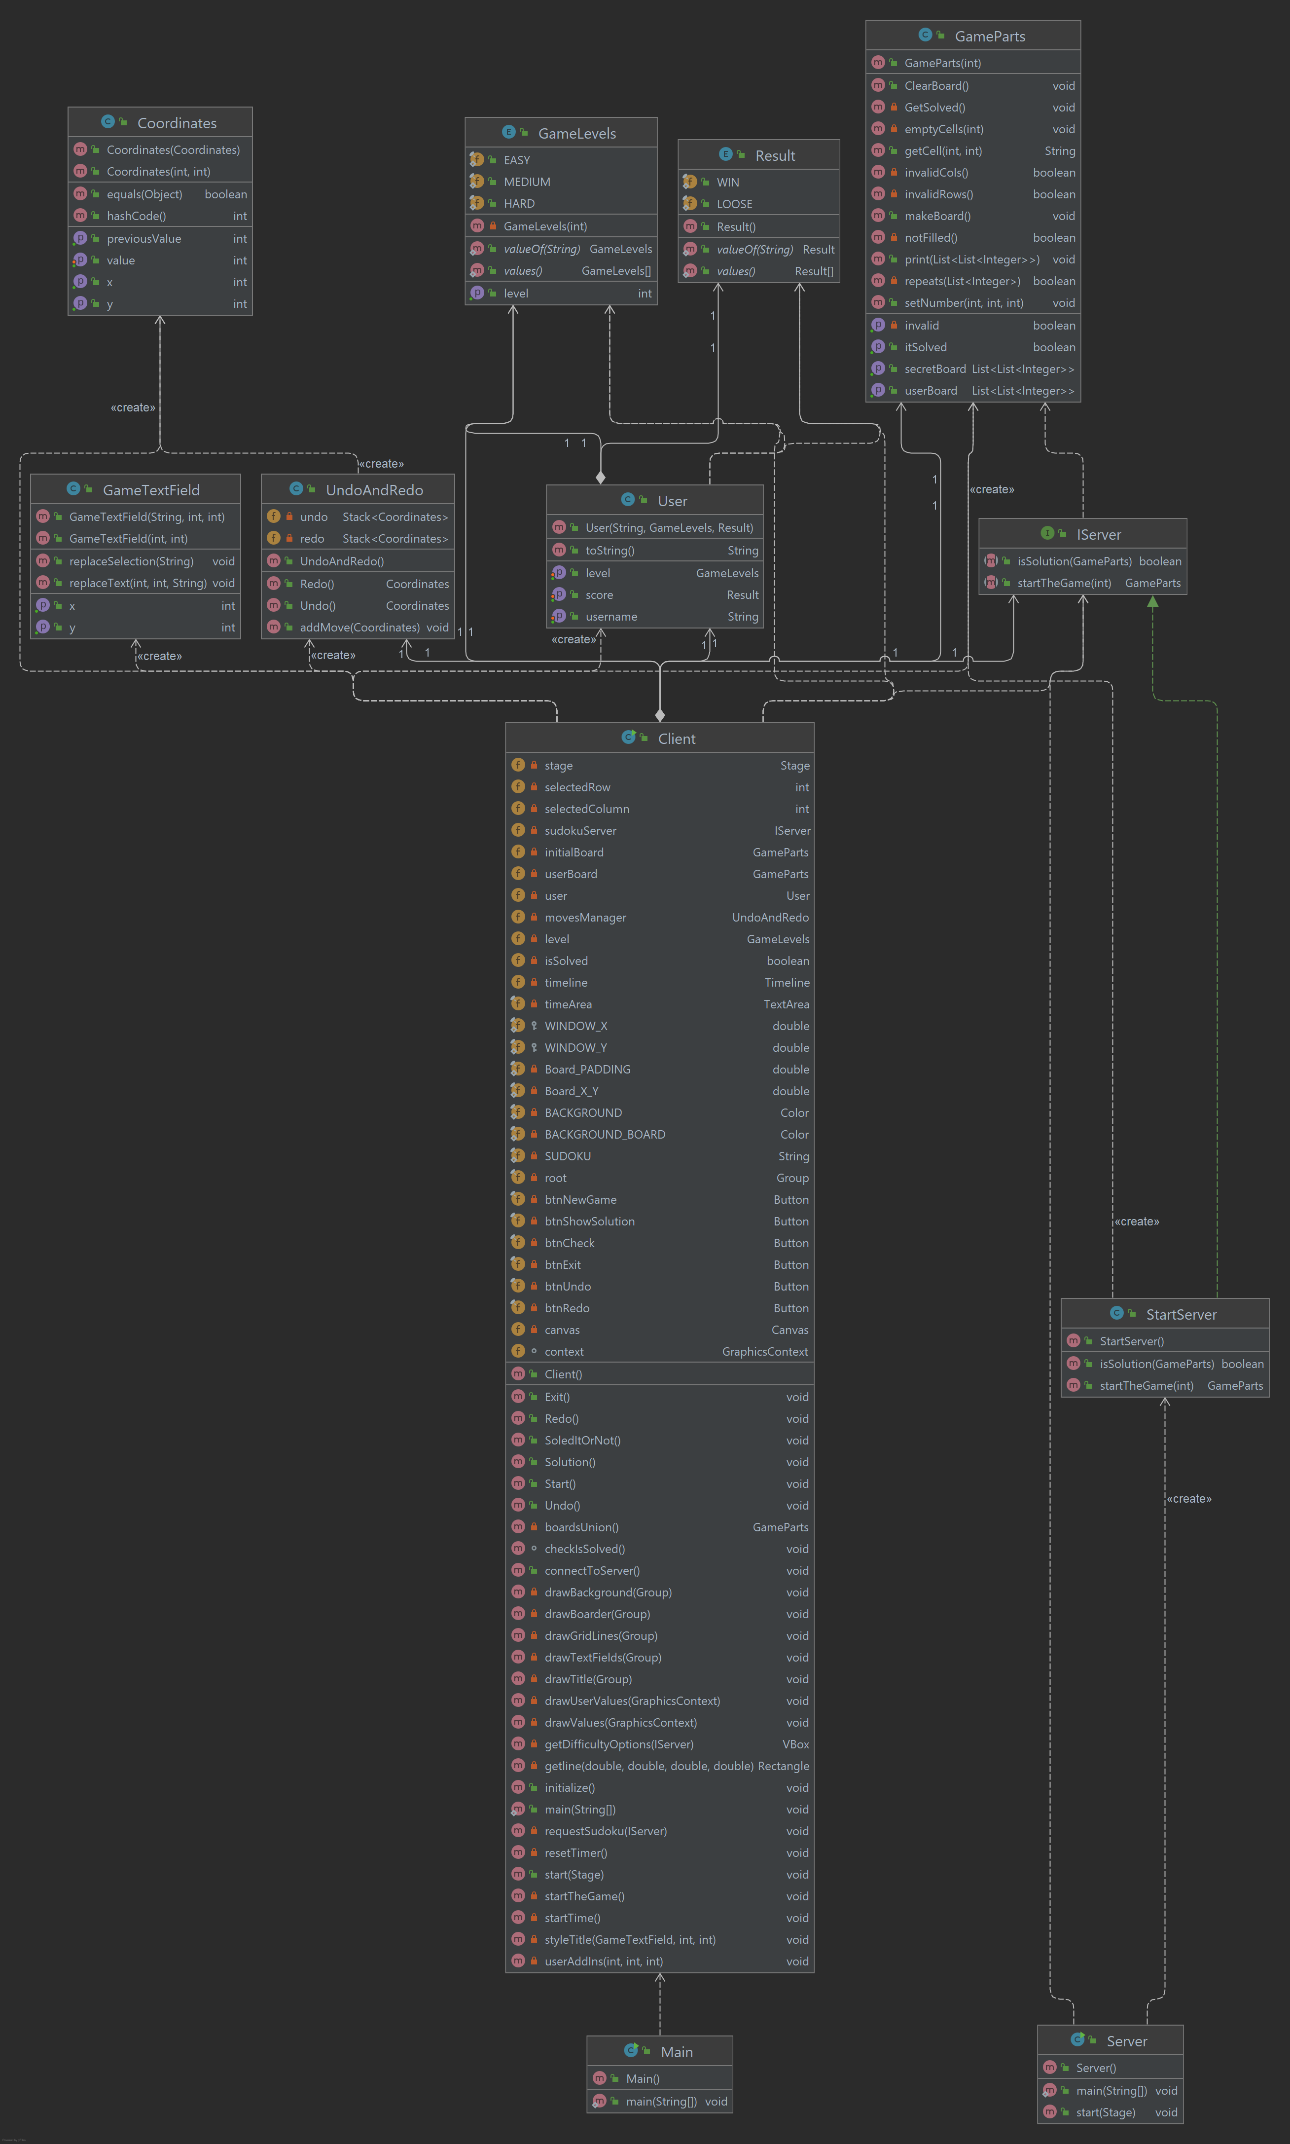 GameParts
GameParts(int)
ClearBoard() void
GetSolved() void
emptyCells(int) void
getCell(int, int) String
invalidCols() boolean
invalidRows() boolean
makeBoard() void
notFilled() boolean
print(List<List<Integer>>) void
repeats(List<Integer>) boolean
setNumber(int, int, int) void
invalid boolean
itSolved boolean
secretBoard List<List<Integer>>
userBoard List<List<Integer>>
Coordinates
Coordinates(Coordinates)
Coordinates(int, int)
equals(Object) boolean
hashCode() int
previousValue int
value int
x int
y int
GameLevels
EASY
MEDIUM
HARD
GameLevels(int)
valueOf(String) GameLevels
values() GameLevels[]
level int
Result
WIN
LOOSE
Result()
valueOf(String) Result
values() Result[]
1
1
«create»
1 1
«create»
1
«create»
1
GameTextField
GameTextField(String, int, int)
GameTextField(int, int)
replaceSelection(String) void
replaceText(int, int, String) void
x int
y int
UndoAndRedo
undo Stack<Coordinates>
redo Stack<Coordinates>
UndoAndRedo()
Redo() Coordinates
Undo() Coordinates
addMove(Coordinates) void
User
User(String, GameLevels, Result)
toString() String
level GameLevels
score Result
username String
IServer
isSolution(GameParts) boolean
startTheGame(int) GameParts
1 1
«create»
1 1
«create»
«create»
1 1
1
1
Client
stage Stage
selectedRow int
selectedColumn int
sudokuServer IServer
initialBoard GameParts
userBoard GameParts
user User
movesManager UndoAndRedo
level GameLevels
isSolved boolean
timeline Timeline
timeArea TextArea
WINDOW_X double
WINDOW_Y double
Board_PADDING double
Board_X_Y double
BACKGROUND Color
BACKGROUND_BOARD Color
SUDOKU String
root Group
btnNewGame Button
btnShowSolution Button
btnCheck Button
btnExit Button
btnUndo Button
btnRedo Button
canvas Canvas
context GraphicsContext
Client()
Exit() void
Redo() void
SoledItOrNot() void
Solution() void
Start() void
Undo() void
boardsUnion() GameParts
checkIsSolved() void
connectToServer() void
drawBackground(Group) void
drawBoarder(Group) void
drawGridLines(Group) void
drawTextFields(Group) void
drawTitle(Group) void
drawUserValues(GraphicsContext) void
drawValues(GraphicsContext) void
getDifficultyOptions(IServer) VBox
getline(double, double, double, double) Rectangle
initialize() void
main(String[]) void
requestSudoku(IServer) void
resetTimer() void
start(Stage) void
startTheGame() void
startTime() void
styleTitle(GameTextField, int, int) void
userAddIns(int, int, int) void
«create»
StartServer
StartServer()
isSolution(GameParts) boolean
startTheGame(int) GameParts
«create»
Main
Main()
main(String[]) void
Server
Server()
main(String[]) void
start(Stage) void